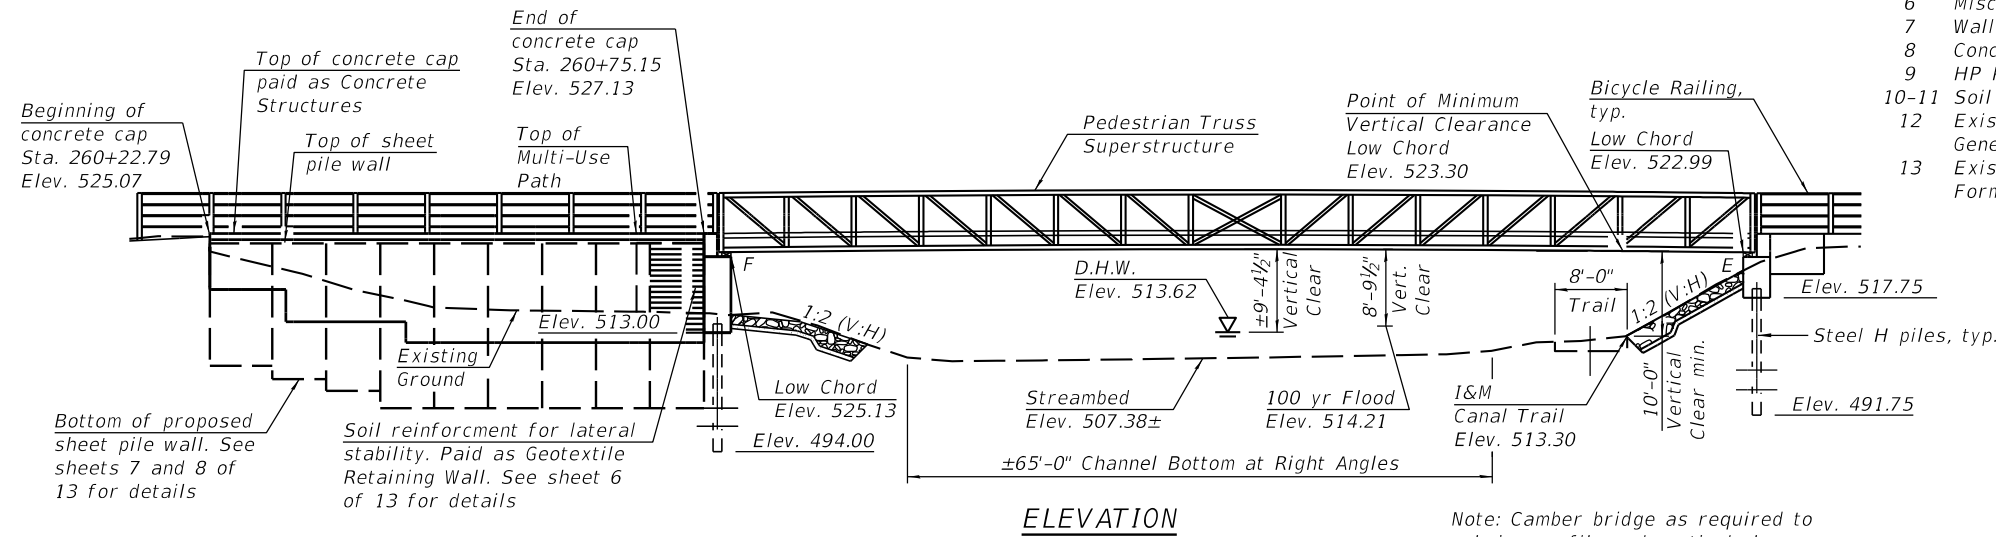 End of
concrete cap
Sta. 260+75.15
Elev. 527.13
Top of concrete cap
paid as Concrete
Structures
Beginning of
concrete cap
Sta. 260+22.79
Elev. 525.07
Top of sheet
pile wall
Top of
Multi-Use
Path
Pedestrian Truss
Superstructure
Point of Minimum
Vertical Clearance
Low Chord
Elev. 523.30
Bicycle Railing,
typ.
Low Chord
Elev. 522.99
6 Misc
7 Wall
8 Conc
9 HP
10-11 Soil
12 Exis
Gene
13 Exis
Form
F
E
D.H.W.
Elev. 513.62
±9'-4½"
Vertical
Clear
8'-9½"
Vert.
Clear
8'-0"
Trail
1:2 (V:H)
1:2 (V:H)
Elev. 517.75
Steel H piles, typ.
Elev. 513.00
Existing
Ground
Low Chord
Elev. 525.13
Streambed
Elev. 507.38±
100 yr Flood
Elev. 514.21
I&M
Canal Trail
Elev. 513.30
10'-0"
Vertical
Clear min.
Elev. 491.75
Bottom of proposed
sheet pile wall. See
sheets 7 and 8 of
13 for details
Soil reinforcment for lateral
stability. Paid as Geotextile
Retaining Wall. See sheet 6
of 13 for details
Elev. 494.00
±65'-0" Channel Bottom at Right Angles
ELEVATION
Note: Camber bridge as required to